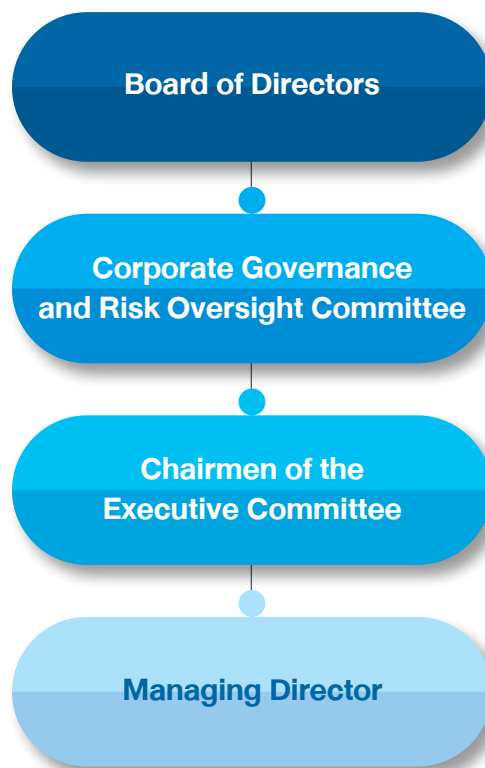 Board of Directors
Corporate Governance
and Risk Oversight Committee
Chairmen of the
Executive Committee
Managing Director